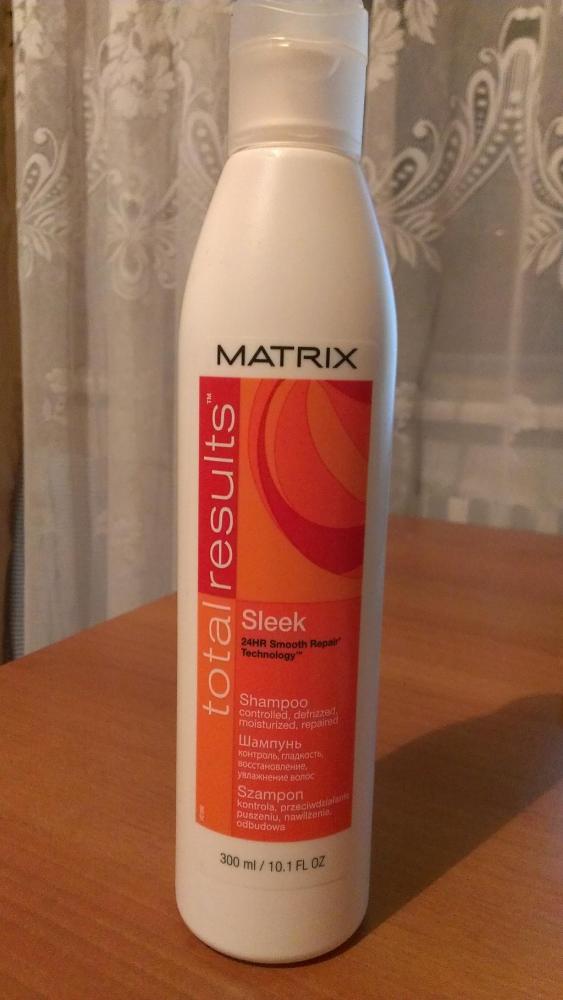 MATRIX
total results™
Sleek
24HR Smooth Repair*
Technology™
Shampoo
controlled, defrizzed,
moisturized, repaired
Шампунь
контроль, гладкость,
восстановление,
увлажнение волос
Szampon
kontrola, przeciwdziałanie
puszeniu, nawilżenie,
odbudowa
300 ml / 10.1 FL OZ